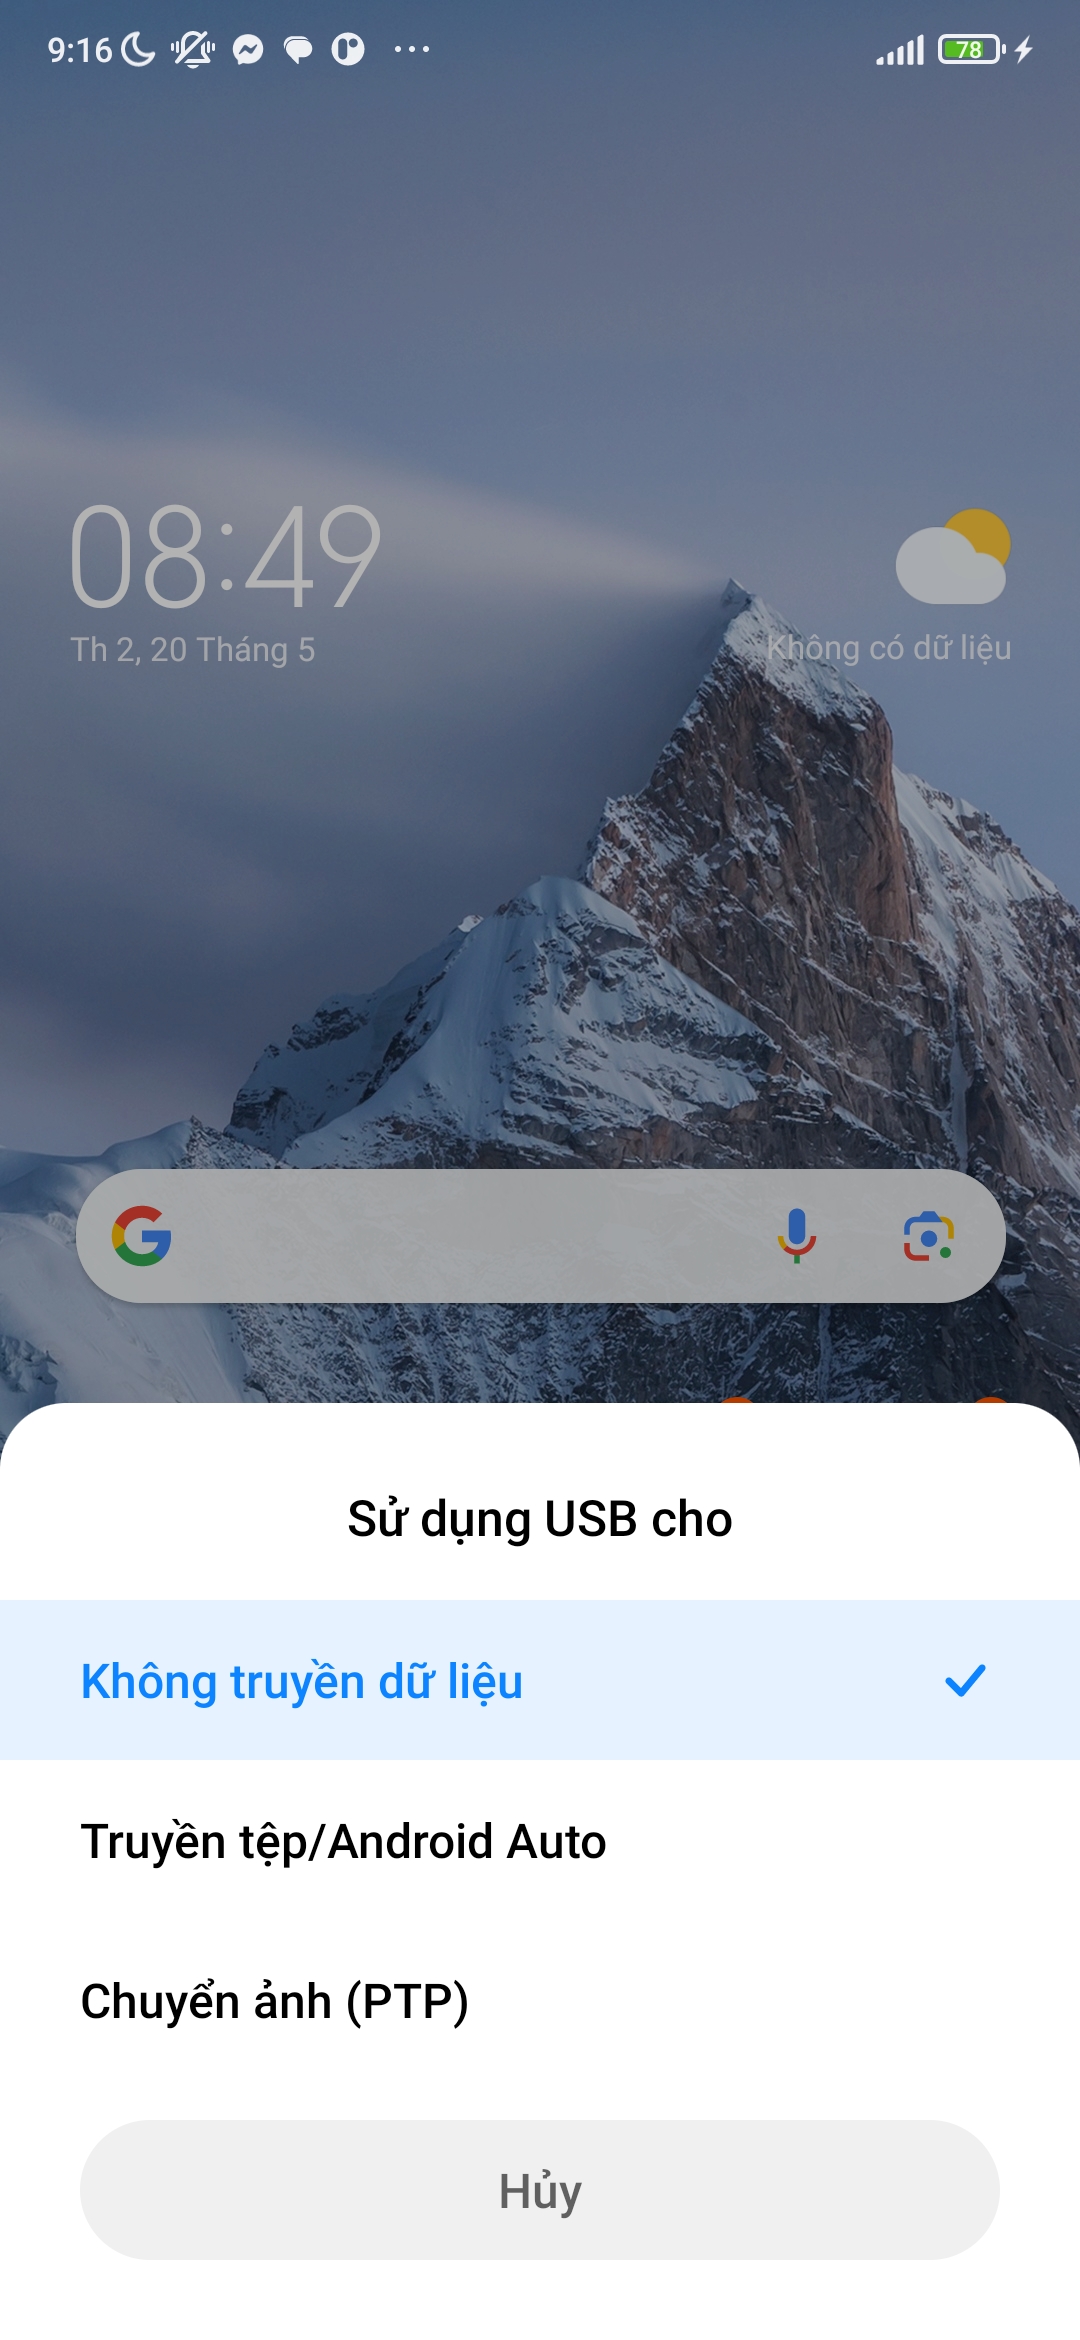 9:16
78
08:49
Th 2, 20 Tháng 5
Không có dữ liệu
Sử dụng USB cho
Không truyền dữ liệu
Truyền tệp/Android Auto
Chuyển ảnh (PTP)
Hủy